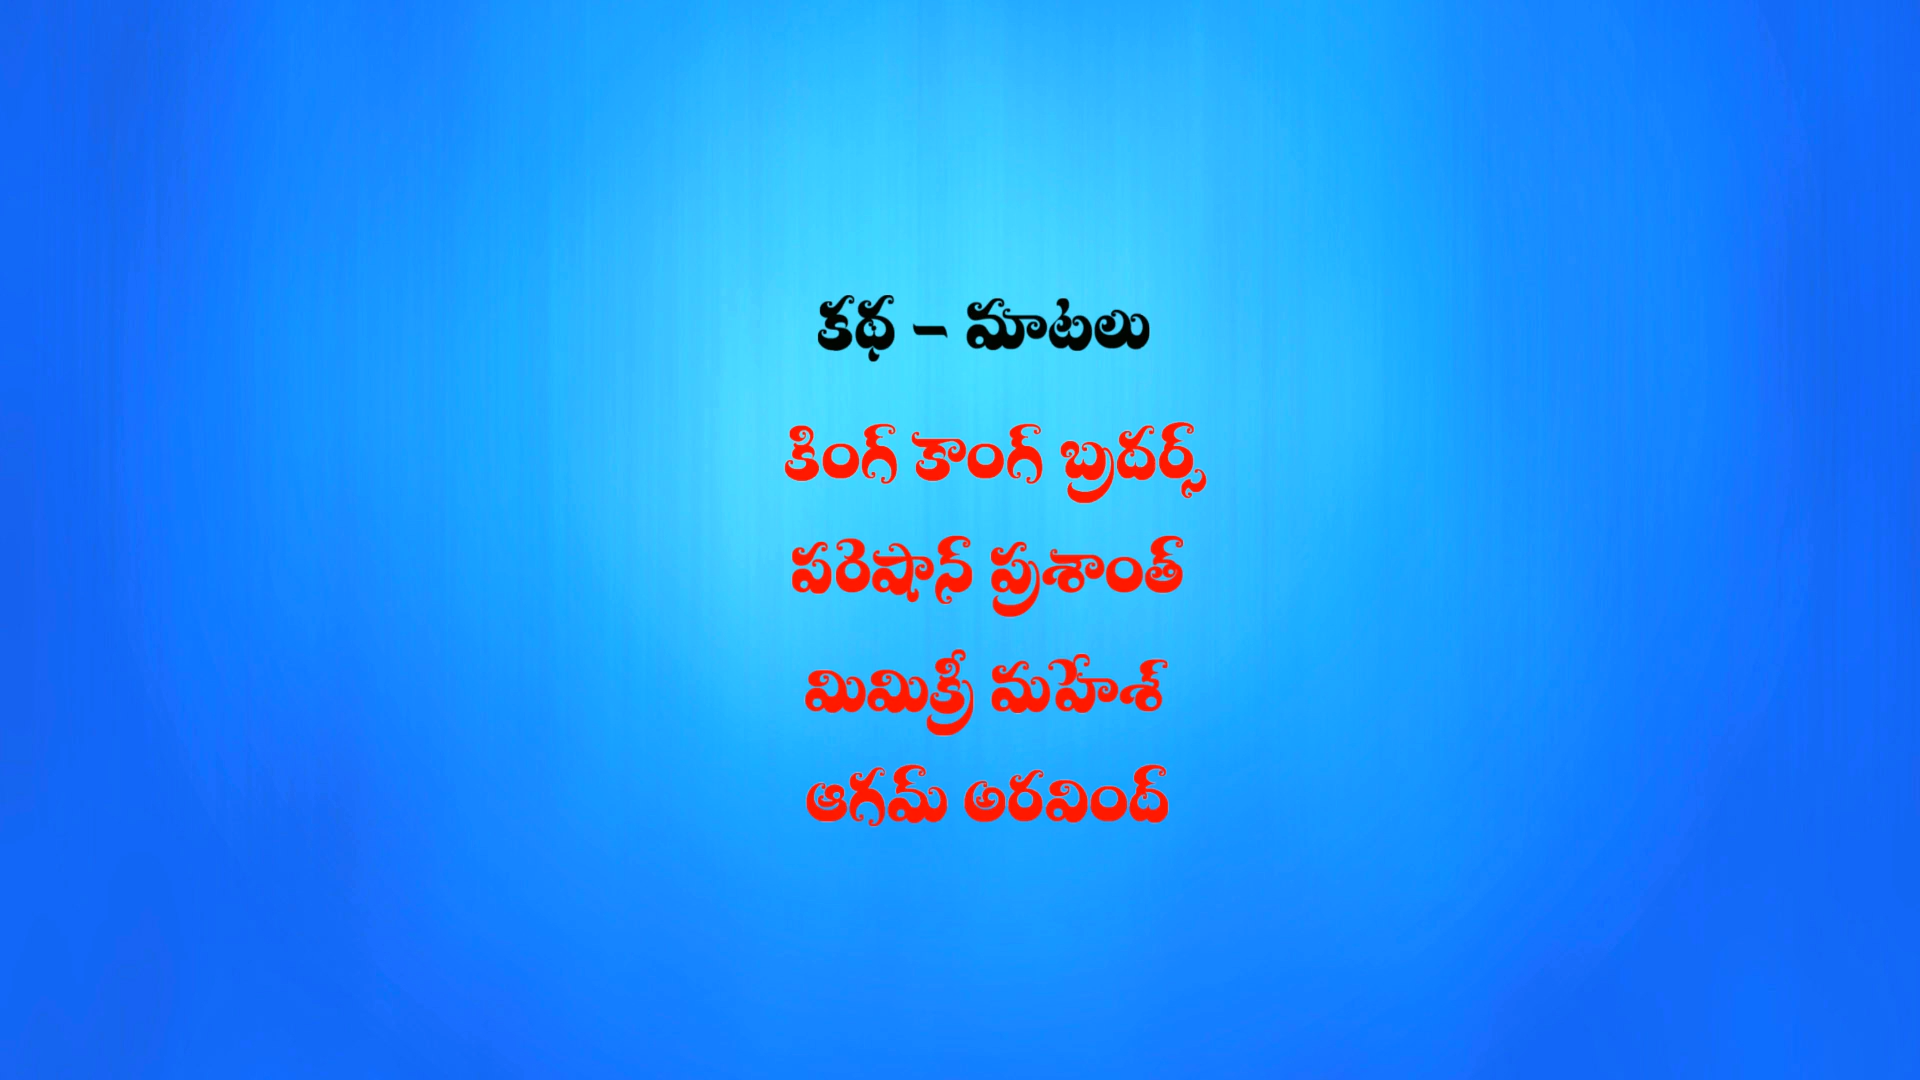 కథ – మాటలు
కింగ్ కాంగ్ బ్రదర్స్
పరెషాన్ ప్రశాంత్
మిమిక్రీ మహేశ్
ఆగమ్ అరవింద్